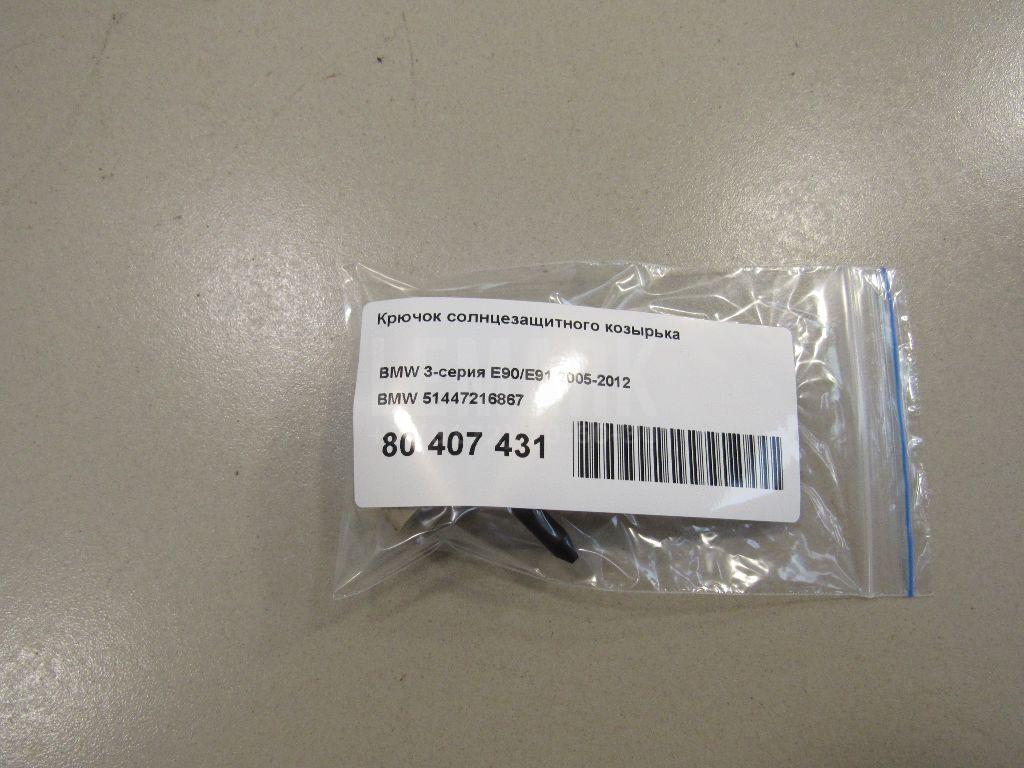 Крючок солнцезащитного козырька
BMW 3-серия E90/E91 2005-2012
BMW 51447216867
80 407 431